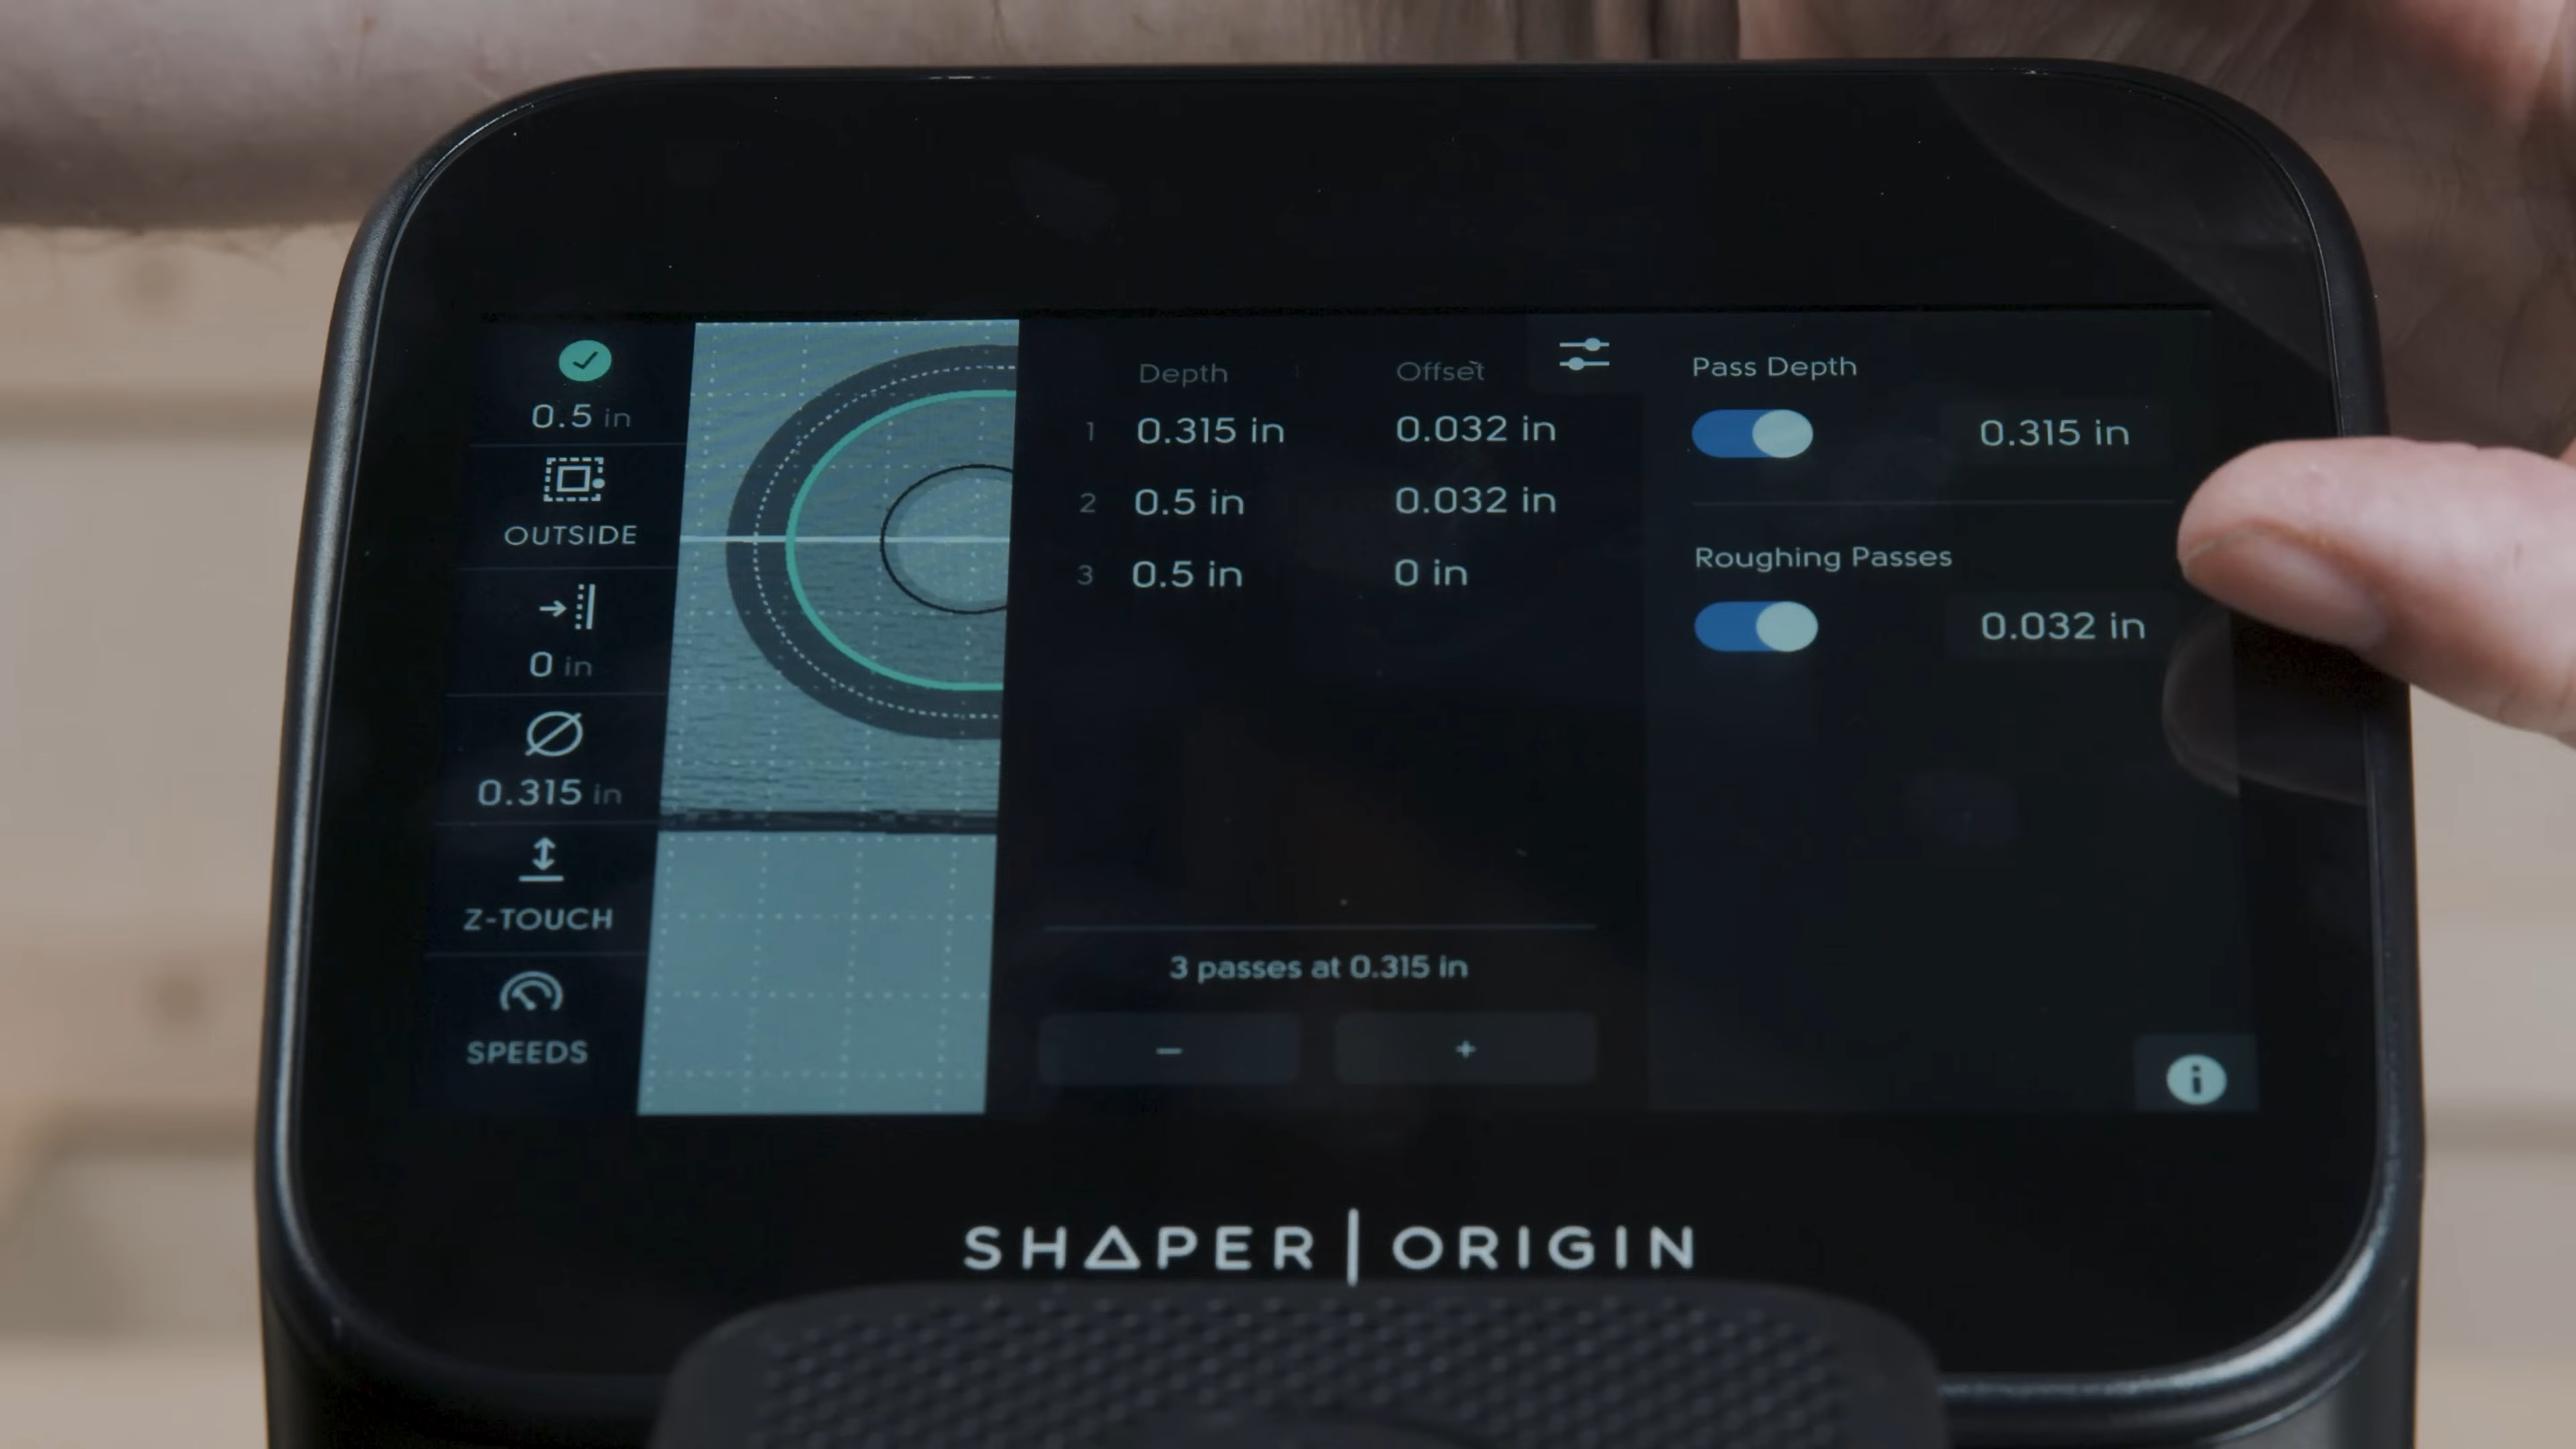 0.5 in
OUTSIDE
0 in
0.315 in
Z-TOUCH
SPEEDS
Depth Offset
1 0.315 in 0.032 in
2 0.5 in 0.032 in
3 0.5 in 0 in
3 passes at 0.315 in
− +
Pass Depth
0.315 in
Roughing Passes
0.032 in
i
SHAPER | ORIGIN